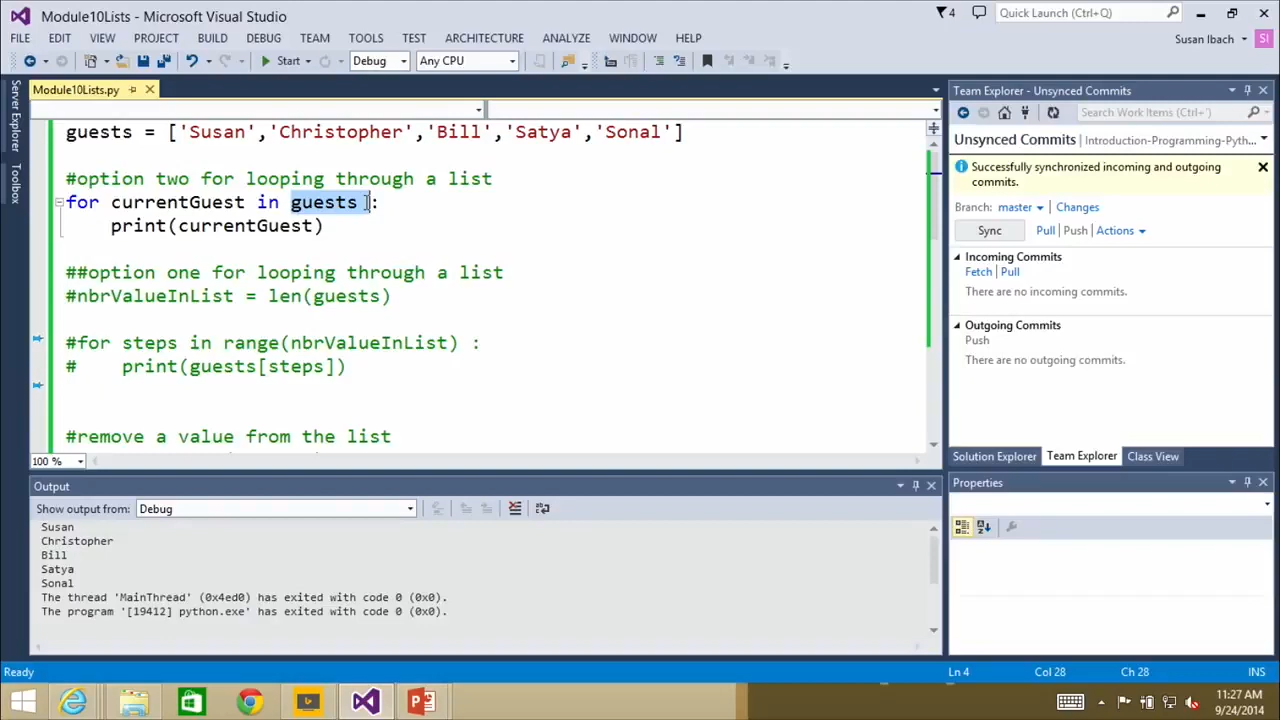 Module10Lists - Microsoft Visual Studio
4
Quick Launch (Ctrl+Q)
FILE EDIT VIEW PROJECT BUILD DEBUG TEAM TOOLS TEST ARCHITECTURE ANALYZE WINDOW HELP
Susan Ibach
SI
Start
Debug
Any CPU
Server Explorer
Toolbox
Module10Lists.py
guests = ['Susan','Christopher','Bill','Satya','Sonal']
#option two for looping through a list
for currentGuest in guests :
print(currentGuest)
##option one for looping through a list
#nbrValueInList = len(guests)
#for steps in range(nbrValueInList) :
#    print(guests[steps])
#remove a value from the list
100 %
Output
Show output from: Debug
Susan
Christopher
Bill
Satya
Sonal
The thread 'MainThread' (0x4ed0) has exited with code 0 (0x0).
The program '[19412] python.exe' has exited with code 0 (0x0).
Team Explorer - Unsynced Commits
Search Work Items (Ctrl+')
Unsynced Commits | Introduction-Programming-Pyth...
Successfully synchronized incoming and outgoing
commits.
Branch: master Changes
Sync Pull | Push | Actions
Incoming Commits
Fetch | Pull
There are no incoming commits.
Outgoing Commits
Push
There are no outgoing commits.
Solution Explorer Team Explorer Class View
Properties
Ready
Ln 4
Col 28
Ch 28
INS
11:27 AM
9/24/2014